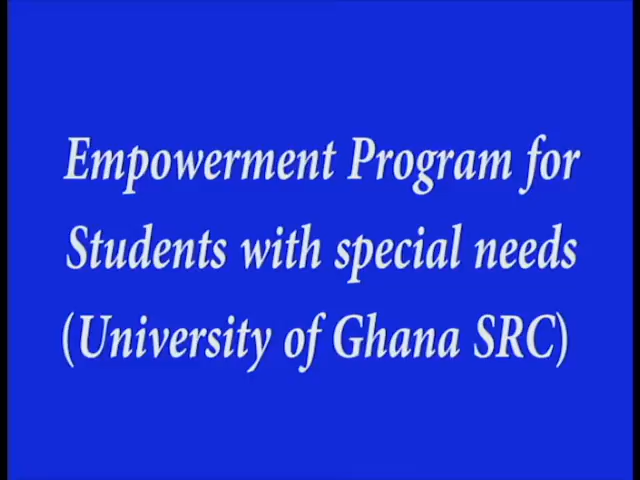 Empowerment Program for
Students with special needs
(University of Ghana SRC)